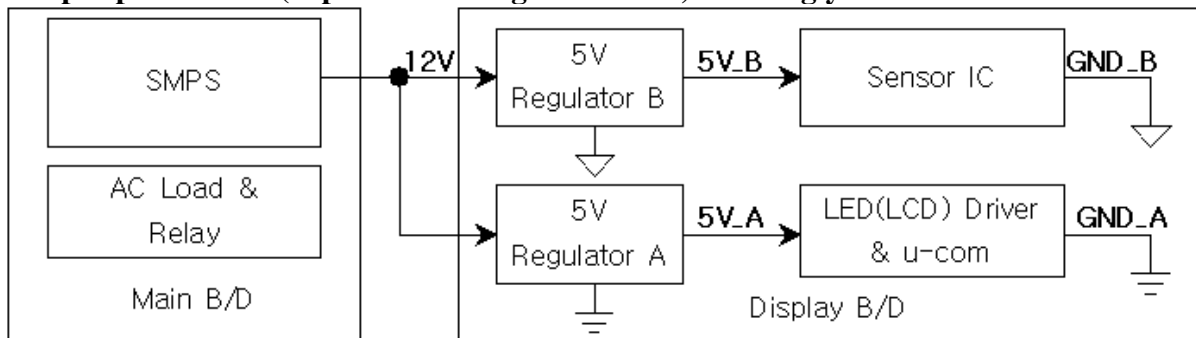 SMPS
AC Load &
Relay
Main B/D
12V
5V
Regulator B
5V_B
Sensor IC
GND_B
5V
Regulator A
5V_A
LED(LCD) Driver
& u-com
GND_A
Display B/D